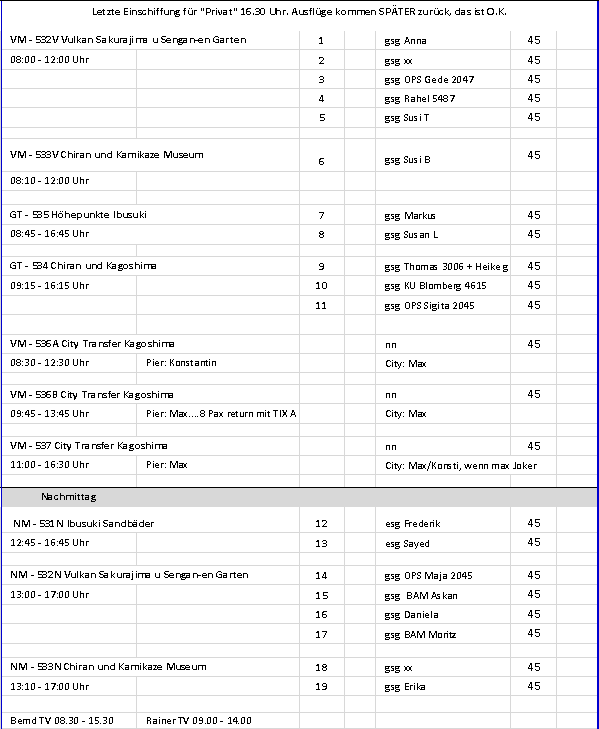 Letzte Einschiffung für "Privat" 16.30 Uhr. Ausflüge kommen SPÄTER zurück, das ist O.K.
VM - 532V Vulkan Sakurajima u Sengan-en Garten 1 gsg Anna 45
08:00 - 12:00 Uhr 2 gsg xx 45
3 gsg OPS Gede 2047 45
4 gsg Rahel 5487 45
5 gsg Susi T 45
VM - 533V Chiran und Kamikaze Museum 6 gsg Susi B 45
08:10 - 12:00 Uhr
GT - 535 Höhepunkte Ibusuki 7 gsg Markus 45
08:45 - 16:45 Uhr 8 gsg Susan L 45
GT - 534 Chiran und Kagoshima 9 gsg Thomas 3006 + Heike g 45
09:15 - 16:15 Uhr 10 gsg KU Blomberg 4615 45
11 gsg OPS Sigita 2045 45
VM - 536A City Transfer Kagoshima nn 45
08:30 - 12:30 Uhr Pier: Konstantin City: Max
VM - 536B City Transfer Kagoshima nn 45
09:45 - 13:45 Uhr Pier: Max....8 Pax return mit TIX A City: Max
VM - 537 City Transfer Kagoshima nn 45
11:00 - 16:30 Uhr Pier: Max City: Max/Konsti, wenn max Joker
Nachmittag
NM - 531N Ibusuki Sandbäder 12 esg Frederik 45
12:45 - 16:45 Uhr 13 esg Sayed 45
NM - 532N Vulkan Sakurajima u Sengan-en Garten 14 gsg OPS Maja 2045 45
13:00 - 17:00 Uhr 15 gsg BAM Askan 45
16 gsg Daniela 45
17 gsg BAM Moritz 45
NM - 533N Chiran und Kamikaze Museum 18 gsg xx 45
13:10 - 17:00 Uhr 19 gsg Erika 45
Bernd TV 08.30 - 15.30 Rainer TV 09.00 - 14.00